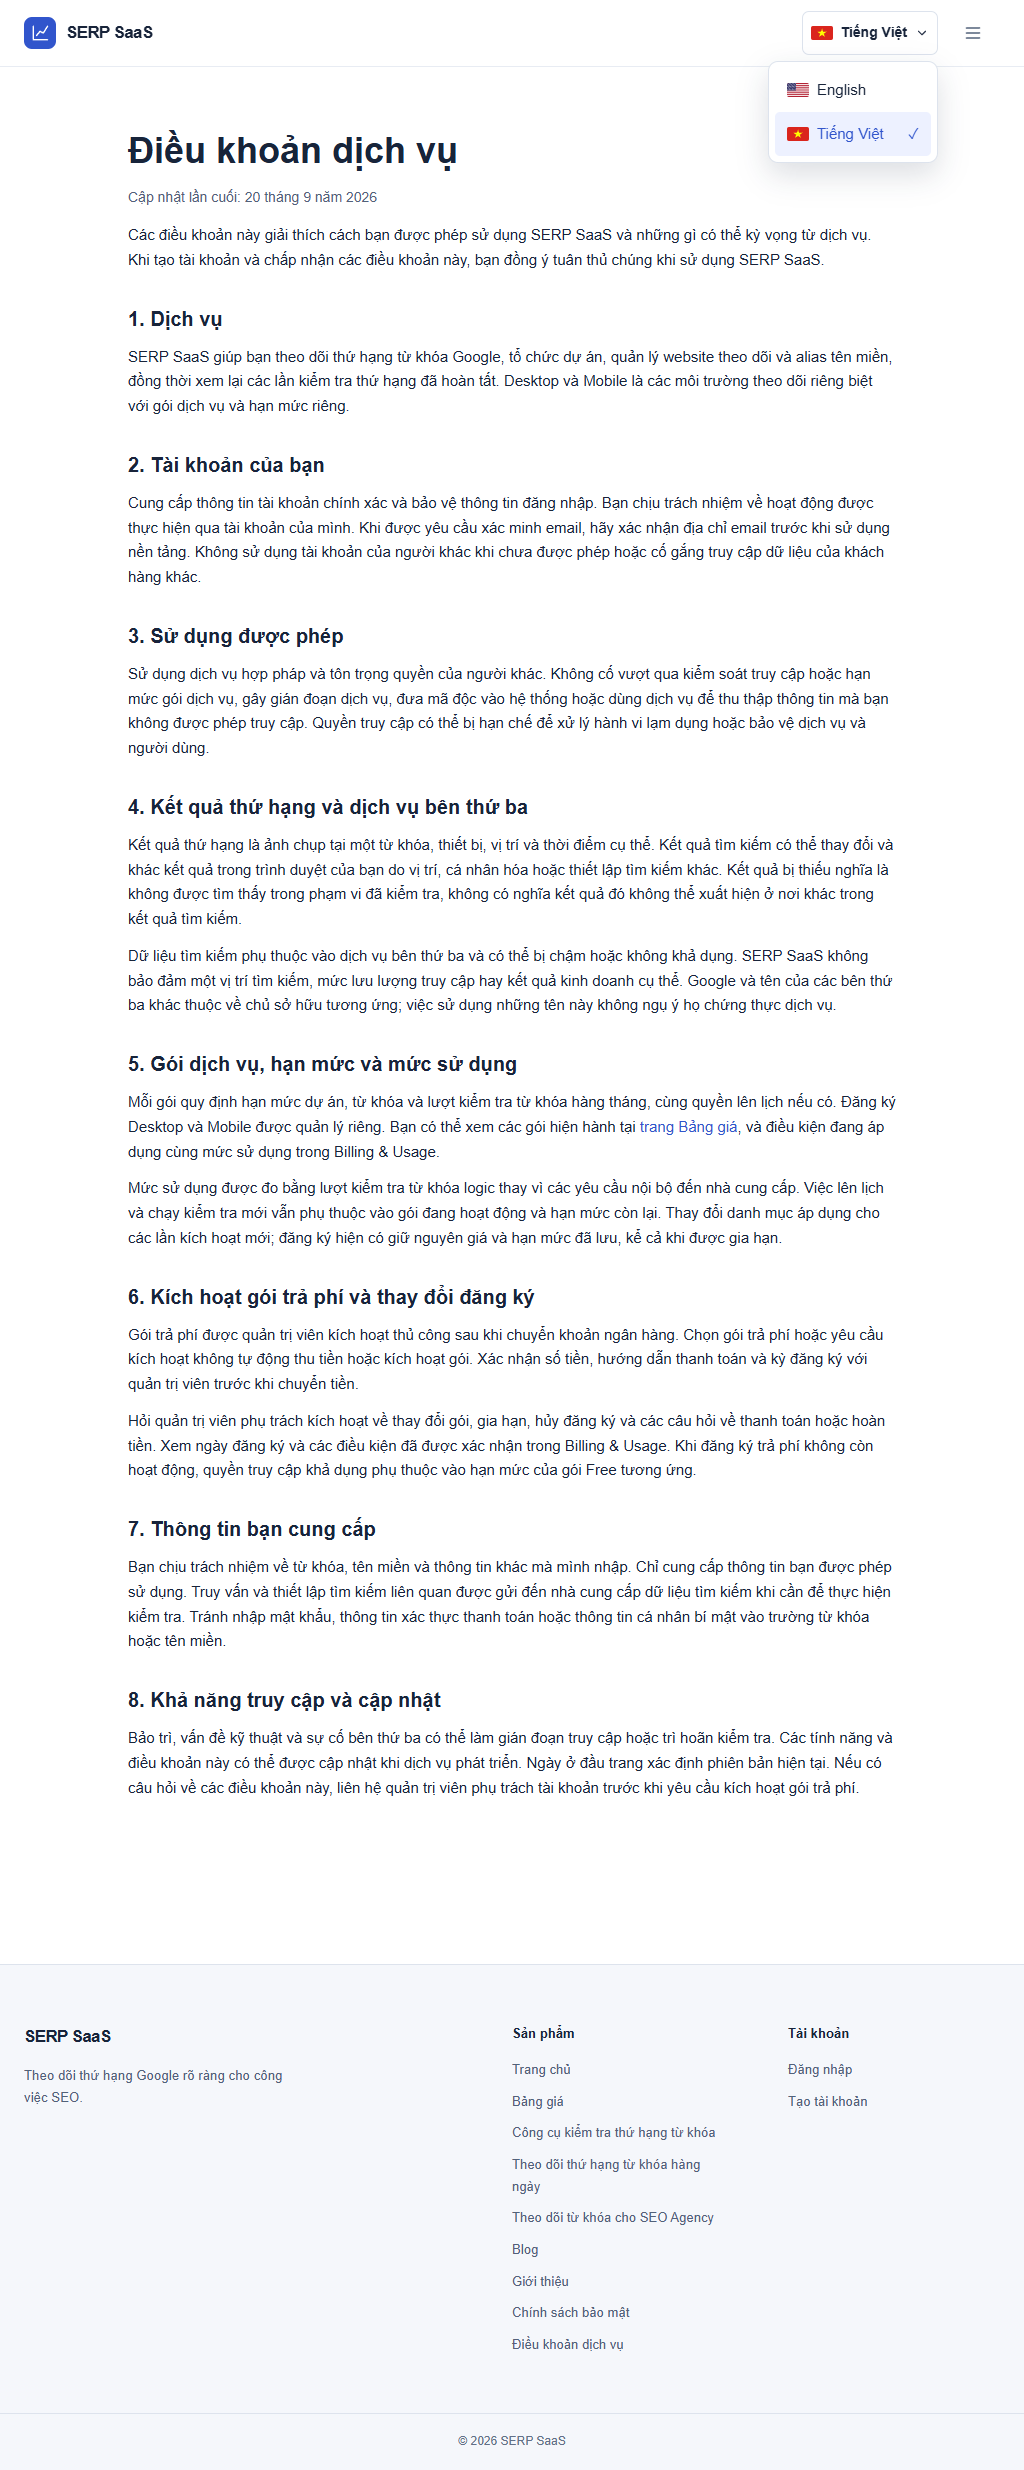 SERP SaaS
Tiếng Việt
English
Tiếng Việt
Điều khoản dịch vụ
Cập nhật lần cuối: 20 tháng 9 năm 2026
Các điều khoản này giải thích cách bạn được phép sử dụng SERP SaaS và những gì có thể kỳ vọng từ dịch vụ.
Khi tạo tài khoản và chấp nhận các điều khoản này, bạn đồng ý tuân thủ chúng khi sử dụng SERP SaaS.
1. Dịch vụ
SERP SaaS giúp bạn theo dõi thứ hạng từ khóa Google, tổ chức dự án, quản lý website theo dõi và alias tên miền,
đồng thời xem lại các lần kiểm tra thứ hạng đã hoàn tất. Desktop và Mobile là các môi trường theo dõi riêng biệt
với gói dịch vụ và hạn mức riêng.
2. Tài khoản của bạn
Cung cấp thông tin tài khoản chính xác và bảo vệ thông tin đăng nhập. Bạn chịu trách nhiệm về hoạt động được
thực hiện qua tài khoản của mình. Khi được yêu cầu xác minh email, hãy xác nhận địa chỉ email trước khi sử dụng
nền tảng. Không sử dụng tài khoản của người khác khi chưa được phép hoặc cố gắng truy cập dữ liệu của khách
hàng khác.
3. Sử dụng được phép
Sử dụng dịch vụ hợp pháp và tôn trọng quyền của người khác. Không cố vượt qua kiểm soát truy cập hoặc hạn
mức gói dịch vụ, gây gián đoạn dịch vụ, đưa mã độc vào hệ thống hoặc dùng dịch vụ để thu thập thông tin mà bạn
không được phép truy cập. Quyền truy cập có thể bị hạn chế để xử lý hành vi lạm dụng hoặc bảo vệ dịch vụ và
người dùng.
4. Kết quả thứ hạng và dịch vụ bên thứ ba
Kết quả thứ hạng là ảnh chụp tại một từ khóa, thiết bị, vị trí và thời điểm cụ thể. Kết quả tìm kiếm có thể thay đổi và
khác kết quả trong trình duyệt của bạn do vị trí, cá nhân hóa hoặc thiết lập tìm kiếm khác. Kết quả bị thiếu nghĩa là
không được tìm thấy trong phạm vi đã kiểm tra, không có nghĩa kết quả đó không thể xuất hiện ở nơi khác trong
kết quả tìm kiếm.
Dữ liệu tìm kiếm phụ thuộc vào dịch vụ bên thứ ba và có thể bị chậm hoặc không khả dụng. SERP SaaS không
bảo đảm một vị trí tìm kiếm, mức lưu lượng truy cập hay kết quả kinh doanh cụ thể. Google và tên của các bên thứ
ba khác thuộc về chủ sở hữu tương ứng; việc sử dụng những tên này không ngụ ý họ chứng thực dịch vụ.
5. Gói dịch vụ, hạn mức và mức sử dụng
Mỗi gói quy định hạn mức dự án, từ khóa và lượt kiểm tra từ khóa hàng tháng, cùng quyền lên lịch nếu có. Đăng ký
Desktop và Mobile được quản lý riêng. Bạn có thể xem các gói hiện hành tại trang Bảng giá, và điều kiện đang áp
dụng cùng mức sử dụng trong Billing & Usage.
Mức sử dụng được đo bằng lượt kiểm tra từ khóa logic thay vì các yêu cầu nội bộ đến nhà cung cấp. Việc lên lịch
và chạy kiểm tra mới vẫn phụ thuộc vào gói đang hoạt động và hạn mức còn lại. Thay đổi danh mục áp dụng cho
các lần kích hoạt mới; đăng ký hiện có giữ nguyên giá và hạn mức đã lưu, kể cả khi được gia hạn.
6. Kích hoạt gói trả phí và thay đổi đăng ký
Gói trả phí được quản trị viên kích hoạt thủ công sau khi chuyển khoản ngân hàng. Chọn gói trả phí hoặc yêu cầu
kích hoạt không tự động thu tiền hoặc kích hoạt gói. Xác nhận số tiền, hướng dẫn thanh toán và kỳ đăng ký với
quản trị viên trước khi chuyển tiền.
Hỏi quản trị viên phụ trách kích hoạt về thay đổi gói, gia hạn, hủy đăng ký và các câu hỏi về thanh toán hoặc hoàn
tiền. Xem ngày đăng ký và các điều kiện đã được xác nhận trong Billing & Usage. Khi đăng ký trả phí không còn
hoạt động, quyền truy cập khả dụng phụ thuộc vào hạn mức của gói Free tương ứng.
7. Thông tin bạn cung cấp
Bạn chịu trách nhiệm về từ khóa, tên miền và thông tin khác mà mình nhập. Chỉ cung cấp thông tin bạn được phép
sử dụng. Truy vấn và thiết lập tìm kiếm liên quan được gửi đến nhà cung cấp dữ liệu tìm kiếm khi cần để thực hiện
kiểm tra. Tránh nhập mật khẩu, thông tin xác thực thanh toán hoặc thông tin cá nhân bí mật vào trường từ khóa
hoặc tên miền.
8. Khả năng truy cập và cập nhật
Bảo trì, vấn đề kỹ thuật và sự cố bên thứ ba có thể làm gián đoạn truy cập hoặc trì hoãn kiểm tra. Các tính năng và
điều khoản này có thể được cập nhật khi dịch vụ phát triển. Ngày ở đầu trang xác định phiên bản hiện tại. Nếu có
câu hỏi về các điều khoản này, liên hệ quản trị viên phụ trách tài khoản trước khi yêu cầu kích hoạt gói trả phí.
SERP SaaS
Theo dõi thứ hạng Google rõ ràng cho công
việc SEO.
Sản phẩm
Trang chủ
Bảng giá
Công cụ kiểm tra thứ hạng từ khóa
Theo dõi thứ hạng từ khóa hàng
ngày
Theo dõi từ khóa cho SEO Agency
Blog
Giới thiệu
Chính sách bảo mật
Điều khoản dịch vụ
Tài khoản
Đăng nhập
Tạo tài khoản
© 2026 SERP SaaS